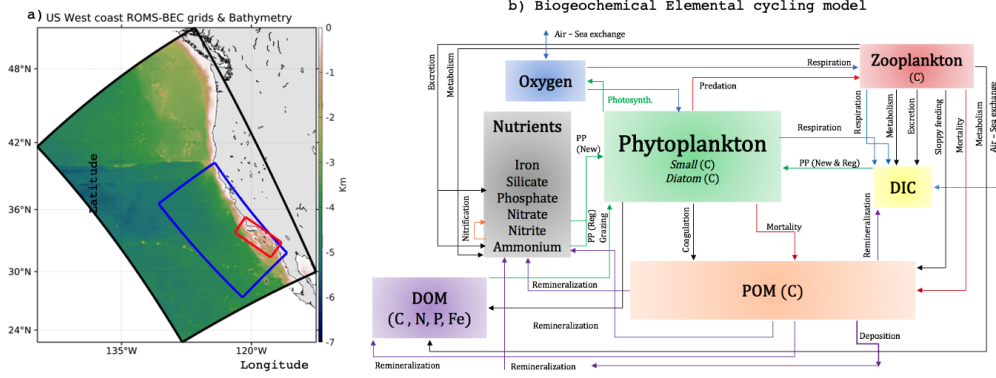 a) US West coast ROMS-BEC grids & Bathymetry
48°N
42°N
36°N
30°N
24°N
Latitude
135°W
120°W
Longitude
0
-1
-2
-3
-4
-5
-6
-7
Km
b) Biogeochemical Elemental cycling model
Air – Sea exchange
Excretion
Metabolism
Oxygen
Respiration
Predation
Photosynth.
Zooplankton
(C)
Respiration
Metabolism
Excretion
Sloppy feeding
Mortality
Metabolism
Air – Sea exchange
Nutrients
Iron
Silicate
Phosphate
Nitrate
Nitrite
Ammonium
Nitrification
PP
(New)
PP (Reg)
Grazing
Phytoplankton
Small (C)
Diatom (C)
Respiration
PP (New & Reg)
DIC
Remineralization
Coagulation
Mortality
POM (C)
Remineralization
DOM
(C , N, P, Fe)
Remineralization
Deposition
Remineralization
Remineralization